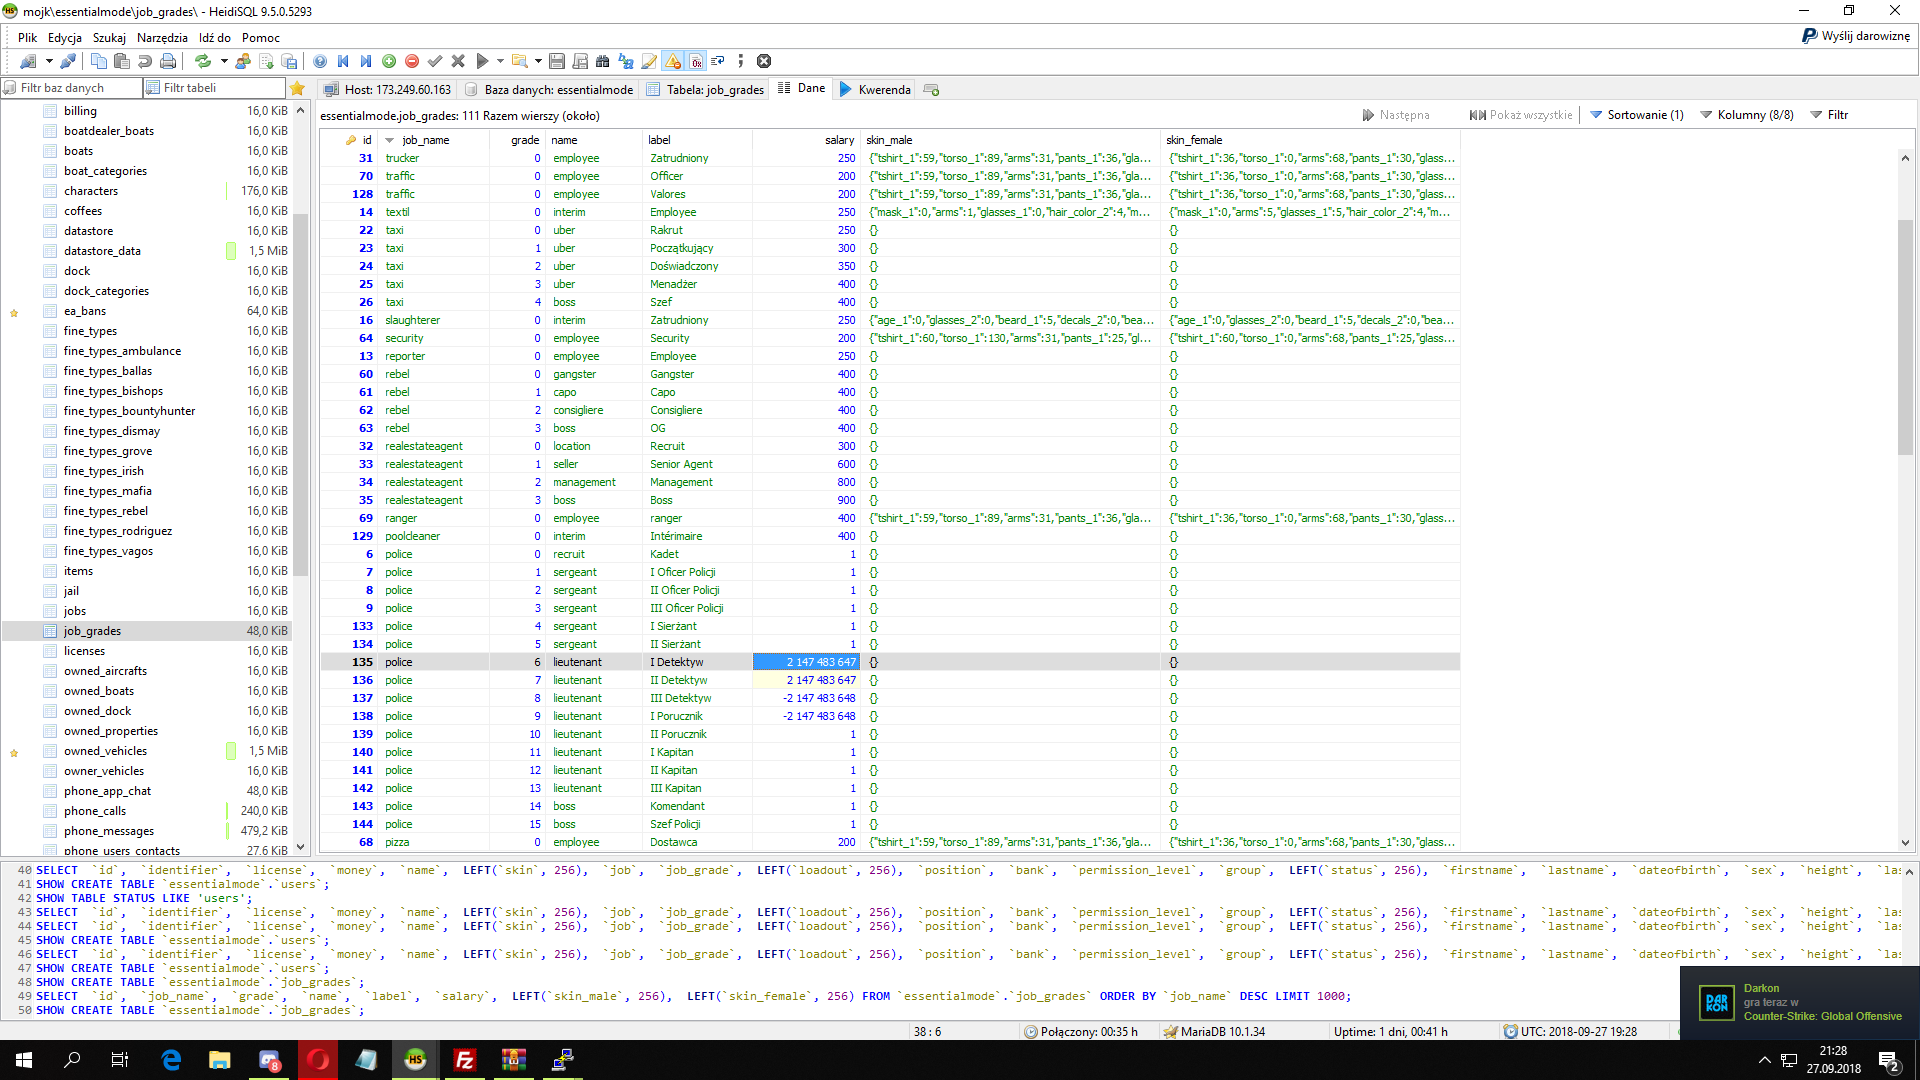 mojk\essentialmode\job_grades\ - HeidiSQL 9.5.0.5293
Plik Edycja Szukaj Narzędzia Idź do Pomoc
Wyślij darowiznę
Filtr baz danych Filtr tabeli
Host: 173.249.60.163 Baza danych: essentialmode Tabela: job_grades Dane Kwerenda
essentialmode.job_grades: 111 Razem wierszy (około)
Następna Pokaż wszystkie Sortowanie (1) Kolumny (8/8) Filtr
billing 16,0 KiB
boatdealer_boats 16,0 KiB
boats 16,0 KiB
boat_categories 16,0 KiB
characters 176,0 KiB
coffees 16,0 KiB
datastore 16,0 KiB
datastore_data 1,5 MiB
dock 16,0 KiB
dock_categories 16,0 KiB
ea_bans 64,0 KiB
fine_types 16,0 KiB
fine_types_ambulance 16,0 KiB
fine_types_ballas 16,0 KiB
fine_types_bishops 16,0 KiB
fine_types_bountyhunter 16,0 KiB
fine_types_dismay 16,0 KiB
fine_types_grove 16,0 KiB
fine_types_irish 16,0 KiB
fine_types_mafia 16,0 KiB
fine_types_rebel 16,0 KiB
fine_types_rodriguez 16,0 KiB
fine_types_vagos 16,0 KiB
items 16,0 KiB
jail 16,0 KiB
jobs 16,0 KiB
job_grades 48,0 KiB
licenses 16,0 KiB
owned_aircrafts 16,0 KiB
owned_boats 16,0 KiB
owned_dock 16,0 KiB
owned_properties 16,0 KiB
owned_vehicles 1,5 MiB
owner_vehicles 16,0 KiB
phone_app_chat 48,0 KiB
phone_calls 240,0 KiB
phone_messages 479,2 KiB
phone_users_contacts 27,6 KiB
id job_name grade name label salary skin_male skin_female
31 trucker 0 employee Zatrudniony 250 {"tshirt_1":59,"torso_1":89,"arms":31,"pants_1":36,"gla... {"tshirt_1":36,"torso_1":0,"arms":68,"pants_1":30,"glass...
70 traffic 0 employee Officer 200 {"tshirt_1":59,"torso_1":89,"arms":31,"pants_1":36,"gla... {"tshirt_1":36,"torso_1":0,"arms":68,"pants_1":30,"glass...
128 traffic 0 employee Valores 200 {"tshirt_1":59,"torso_1":89,"arms":31,"pants_1":36,"gla... {"tshirt_1":36,"torso_1":0,"arms":68,"pants_1":30,"glass...
14 textil 0 interim Employee 250 {"mask_1":0,"arms":1,"glasses_1":0,"hair_color_2":4,"m... {"mask_1":0,"arms":5,"glasses_1":5,"hair_color_2":4,"m...
22 taxi 0 uber Rakrut 250 {} {}
23 taxi 1 uber Początkujący 300 {} {}
24 taxi 2 uber Doświadczony 350 {} {}
25 taxi 3 uber Menadżer 400 {} {}
26 taxi 4 boss Szef 400 {} {}
16 slaughterer 0 interim Zatrudniony 250 {"age_1":0,"glasses_2":0,"beard_1":5,"decals_2":0,"bea... {"age_1":0,"glasses_2":0,"beard_1":5,"decals_2":0,"bea...
64 security 0 employee Security 200 {"tshirt_1":60,"torso_1":130,"arms":31,"pants_1":25,"gl... {"tshirt_1":60,"torso_1":0,"arms":68,"pants_1":25,"glass...
13 reporter 0 employee Employee 250 {} {}
60 rebel 0 gangster Gangster 400 {} {}
61 rebel 1 capo Capo 400 {} {}
62 rebel 2 consigliere Consigliere 400 {} {}
63 rebel 3 boss OG 400 {} {}
32 realestateagent 0 location Recruit 300 {} {}
33 realestateagent 1 seller Senior Agent 600 {} {}
34 realestateagent 2 management Management 800 {} {}
35 realestateagent 3 boss Boss 900 {} {}
69 ranger 0 employee ranger 400 {"tshirt_1":59,"torso_1":89,"arms":31,"pants_1":36,"gla... {"tshirt_1":36,"torso_1":0,"arms":68,"pants_1":30,"glass...
129 poolcleaner 0 interim Intérimaire 400 {} {}
6 police 0 recruit Kadet 1 {} {}
7 police 1 sergeant I Oficer Policji 1 {} {}
8 police 2 sergeant II Oficer Policji 1 {} {}
9 police 3 sergeant III Oficer Policji 1 {} {}
133 police 4 sergeant I Sierżant 1 {} {}
134 police 5 sergeant II Sierżant 1 {} {}
135 police 6 lieutenant I Detektyw 2 147 483 647 {} {}
136 police 7 lieutenant II Detektyw 2 147 483 647 {} {}
137 police 8 lieutenant III Detektyw -2 147 483 648 {} {}
138 police 9 lieutenant I Porucznik -2 147 483 648 {} {}
139 police 10 lieutenant II Porucznik 1 {} {}
140 police 11 lieutenant I Kapitan 1 {} {}
141 police 12 lieutenant II Kapitan 1 {} {}
142 police 13 lieutenant III Kapitan 1 {} {}
143 police 14 boss Komendant 1 {} {}
144 police 15 boss Szef Policji 1 {} {}
68 pizza 0 employee Dostawca 200 {"tshirt_1":59,"torso_1":89,"arms":31,"pants_1":36,"gla... {"tshirt_1":36,"torso_1":0,"arms":68,"pants_1":30,"glass...
40 SELECT `id`, `identifier`, `license`, `money`, `name`, LEFT(`skin`, 256), `job`, `job_grade`, LEFT(`loadout`, 256), `position`, `bank`, `permission_level`, `group`, LEFT(`status`, 256), `firstname`, `lastname`, `dateofbirth`, `sex`, `height`, `las
41 SHOW CREATE TABLE `essentialmode`.`users`;
42 SHOW TABLE STATUS LIKE 'users';
43 SELECT `id`, `identifier`, `license`, `money`, `name`, LEFT(`skin`, 256), `job`, `job_grade`, LEFT(`loadout`, 256), `position`, `bank`, `permission_level`, `group`, LEFT(`status`, 256), `firstname`, `lastname`, `dateofbirth`, `sex`, `height`, `las
44 SELECT `id`, `identifier`, `license`, `money`, `name`, LEFT(`skin`, 256), `job`, `job_grade`, LEFT(`loadout`, 256), `position`, `bank`, `permission_level`, `group`, LEFT(`status`, 256), `firstname`, `lastname`, `dateofbirth`, `sex`, `height`, `las
45 SHOW CREATE TABLE `essentialmode`.`users`;
46 SELECT `id`, `identifier`, `license`, `money`, `name`, LEFT(`skin`, 256), `job`, `job_grade`, LEFT(`loadout`, 256), `position`, `bank`, `permission_level`, `group`, LEFT(`status`, 256), `firstname`, `lastname`, `dateofbirth`, `sex`, `height`, `las
47 SHOW CREATE TABLE `essentialmode`.`users`;
48 SHOW CREATE TABLE `essentialmode`.`job_grades`;
49 SELECT `id`, `job_name`, `grade`, `name`, `label`, `salary`, LEFT(`skin_male`, 256), LEFT(`skin_female`, 256) FROM `essentialmode`.`job_grades` ORDER BY `job_name` DESC LIMIT 1000;
50 SHOW CREATE TABLE `essentialmode`.`job_grades`;
DAR
KON
Darkon
gra teraz w
Counter-Strike: Global Offensive
38 : 6 Połączony: 00:35 h MariaDB 10.1.34 Uptime: 1 dni, 00:41 h UTC: 2018-09-27 19:28
8
HS
Fz
21:28
27.09.2018
2